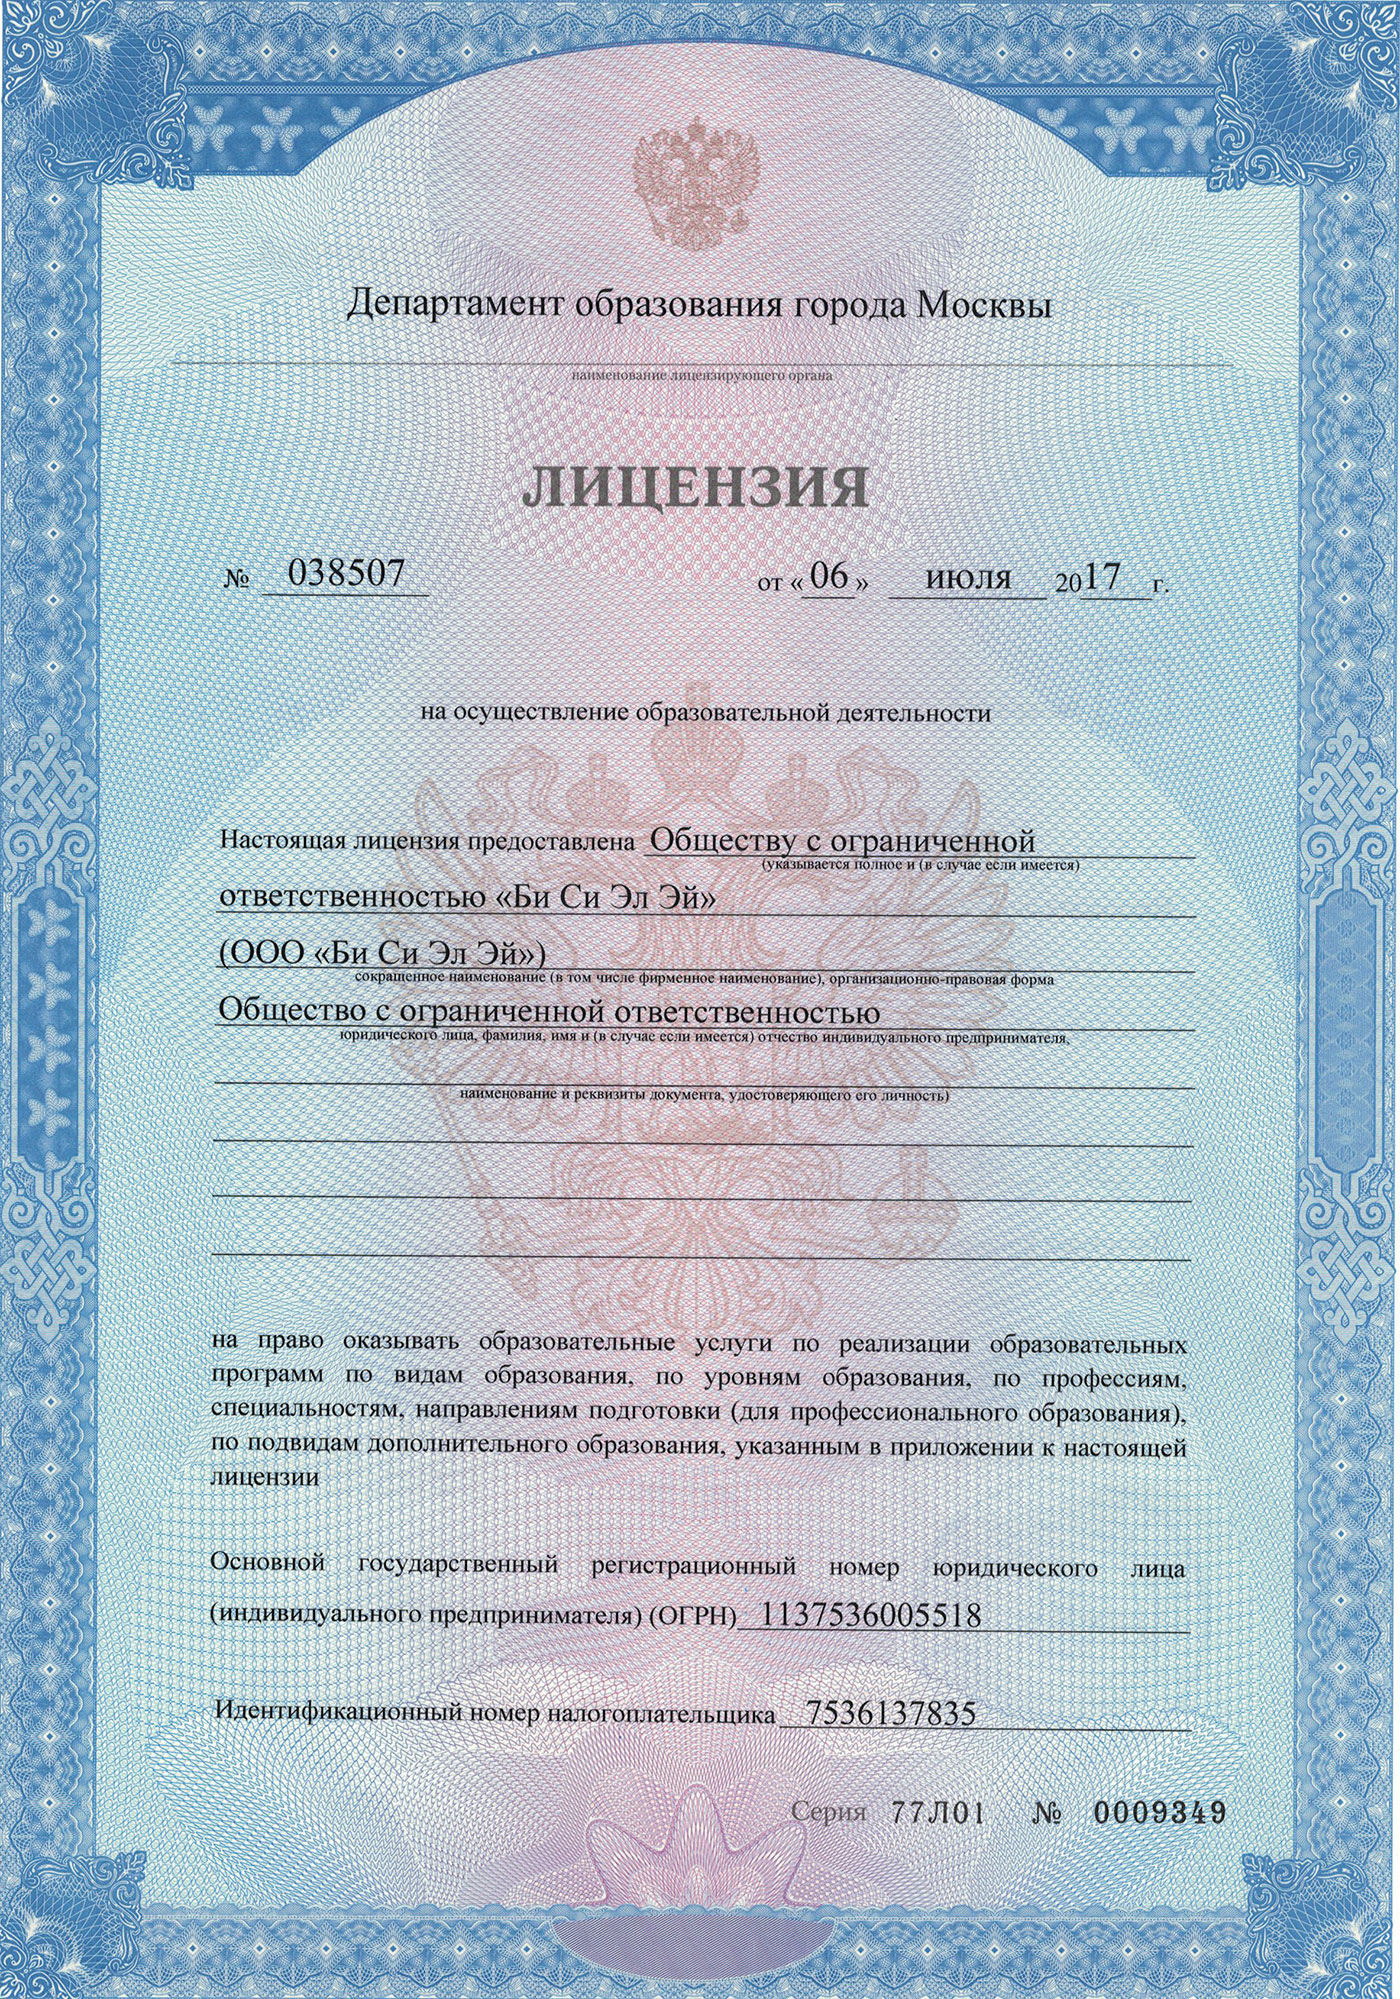 Департамент образования города Москвы
наименование лицензирующего органа
ЛИЦЕНЗИЯ
№ 038507 от «06» июля 2017 г.
на осуществление образовательной деятельности
Настоящая лицензия предоставлена Обществу с ограниченной
(указывается полное и (в случае если имеется)
ответственностью «Би Си Эл Эй»
(ООО «Би Си Эл Эй»)
сокращенное наименование (в том числе фирменное наименование), организационно-правовая форма
Общество с ограниченной ответственностью
юридического лица, фамилия, имя и (в случае если имеется) отчество индивидуального предпринимателя,
наименование и реквизиты документа, удостоверяющего его личность)
на право оказывать образовательные услуги по реализации образовательных
программ по видам образования, по уровням образования, по профессиям,
специальностям, направлениям подготовки (для профессионального образования),
по подвидам дополнительного образования, указанным в приложении к настоящей
лицензии
Основной государственный регистрационный номер юридического лица
(индивидуального предпринимателя) (ОГРН) 1137536005518
Идентификационный номер налогоплательщика 7536137835
Серия 77Л01 № 0009349